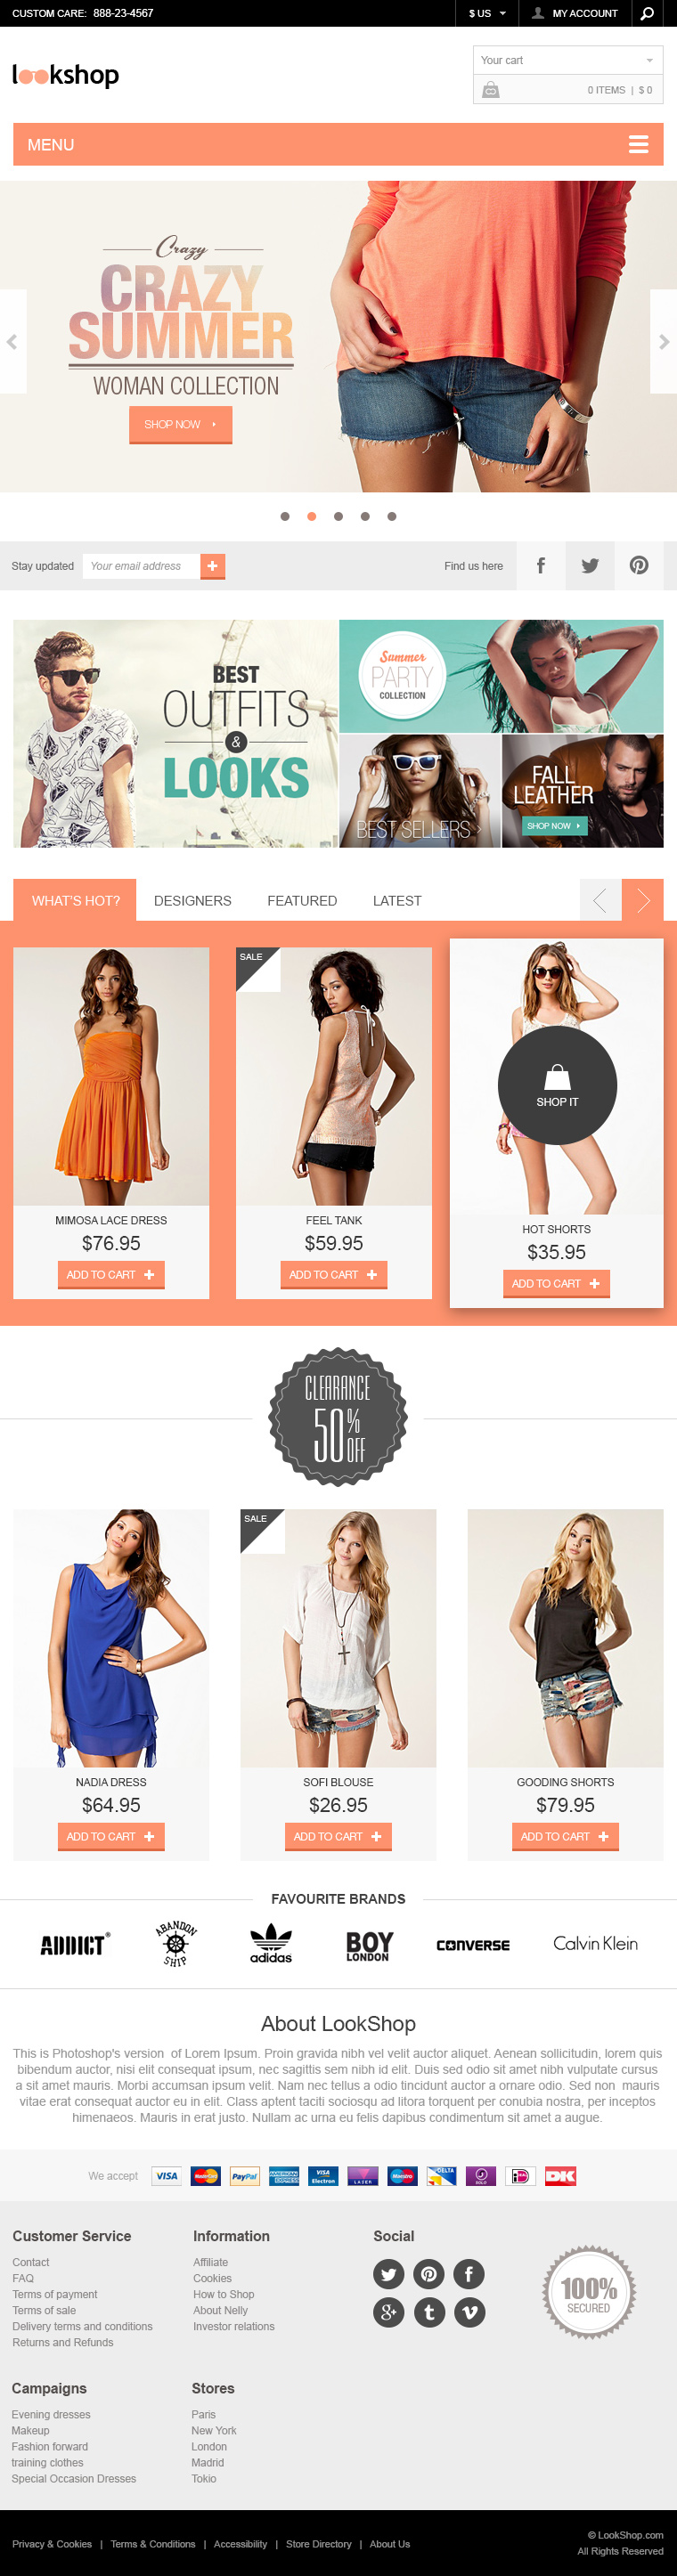 CUSTOM CARE: 888-23-4567
$ US
MY ACCOUNT
lookshop
Your cart
0 ITEMS | $ 0
MENU
Crazy
CRAZY
SUMMER
WOMAN COLLECTION
SHOP NOW
Stay updated
Your email address
Find us here
BEST
OUTFITS
&
LOOKS
Summer
PARTY
COLLECTION
BEST SELLERS
FALL
LEATHER
SHOP NOW
WHAT'S HOT?
DESIGNERS
FEATURED
LATEST
SALE
SHOP IT
MIMOSA LACE DRESS
$76.95
ADD TO CART
FEEL TANK
$59.95
ADD TO CART
HOT SHORTS
$35.95
ADD TO CART
CLEARANCE
50%
OFF
SALE
NADIA DRESS
$64.95
ADD TO CART
SOFI BLOUSE
$26.95
ADD TO CART
GOODING SHORTS
$79.95
ADD TO CART
FAVOURITE BRANDS
ADDICT®
ABANDON
SHIP
adidas
BOY
LONDON
CONVERSE
Calvin Klein
About LookShop
This is Photoshop's version of Lorem Ipsum. Proin gravida nibh vel velit auctor aliquet. Aenean sollicitudin, lorem quis
bibendum auctor, nisi elit consequat ipsum, nec sagittis sem nibh id elit. Duis sed odio sit amet nibh vulputate cursus
a sit amet mauris. Morbi accumsan ipsum velit. Nam nec tellus a odio tincidunt auctor a ornare odio. Sed non mauris
vitae erat consequat auctor eu in elit. Class aptent taciti sociosqu ad litora torquent per conubia nostra, per inceptos
himenaeos. Mauris in erat justo. Nullam ac urna eu felis dapibus condimentum sit amet a augue.
We accept
VISA
MasterCard
PayPal
AMERICAN EXPRESS
VISA Electron
LASER
Maestro
DELTA
SOLO
DK
Customer Service
Contact
FAQ
Terms of payment
Terms of sale
Delivery terms and conditions
Returns and Refunds
Information
Affiliate
Cookies
How to Shop
About Nelly
Investor relations
Social
100%
SECURED
Campaigns
Evening dresses
Makeup
Fashion forward
training clothes
Special Occasion Dresses
Stores
Paris
New York
London
Madrid
Tokio
Privacy & Cookies | Terms & Conditions | Accessibility | Store Directory | About Us
© LookShop.com
All Rights Reserved